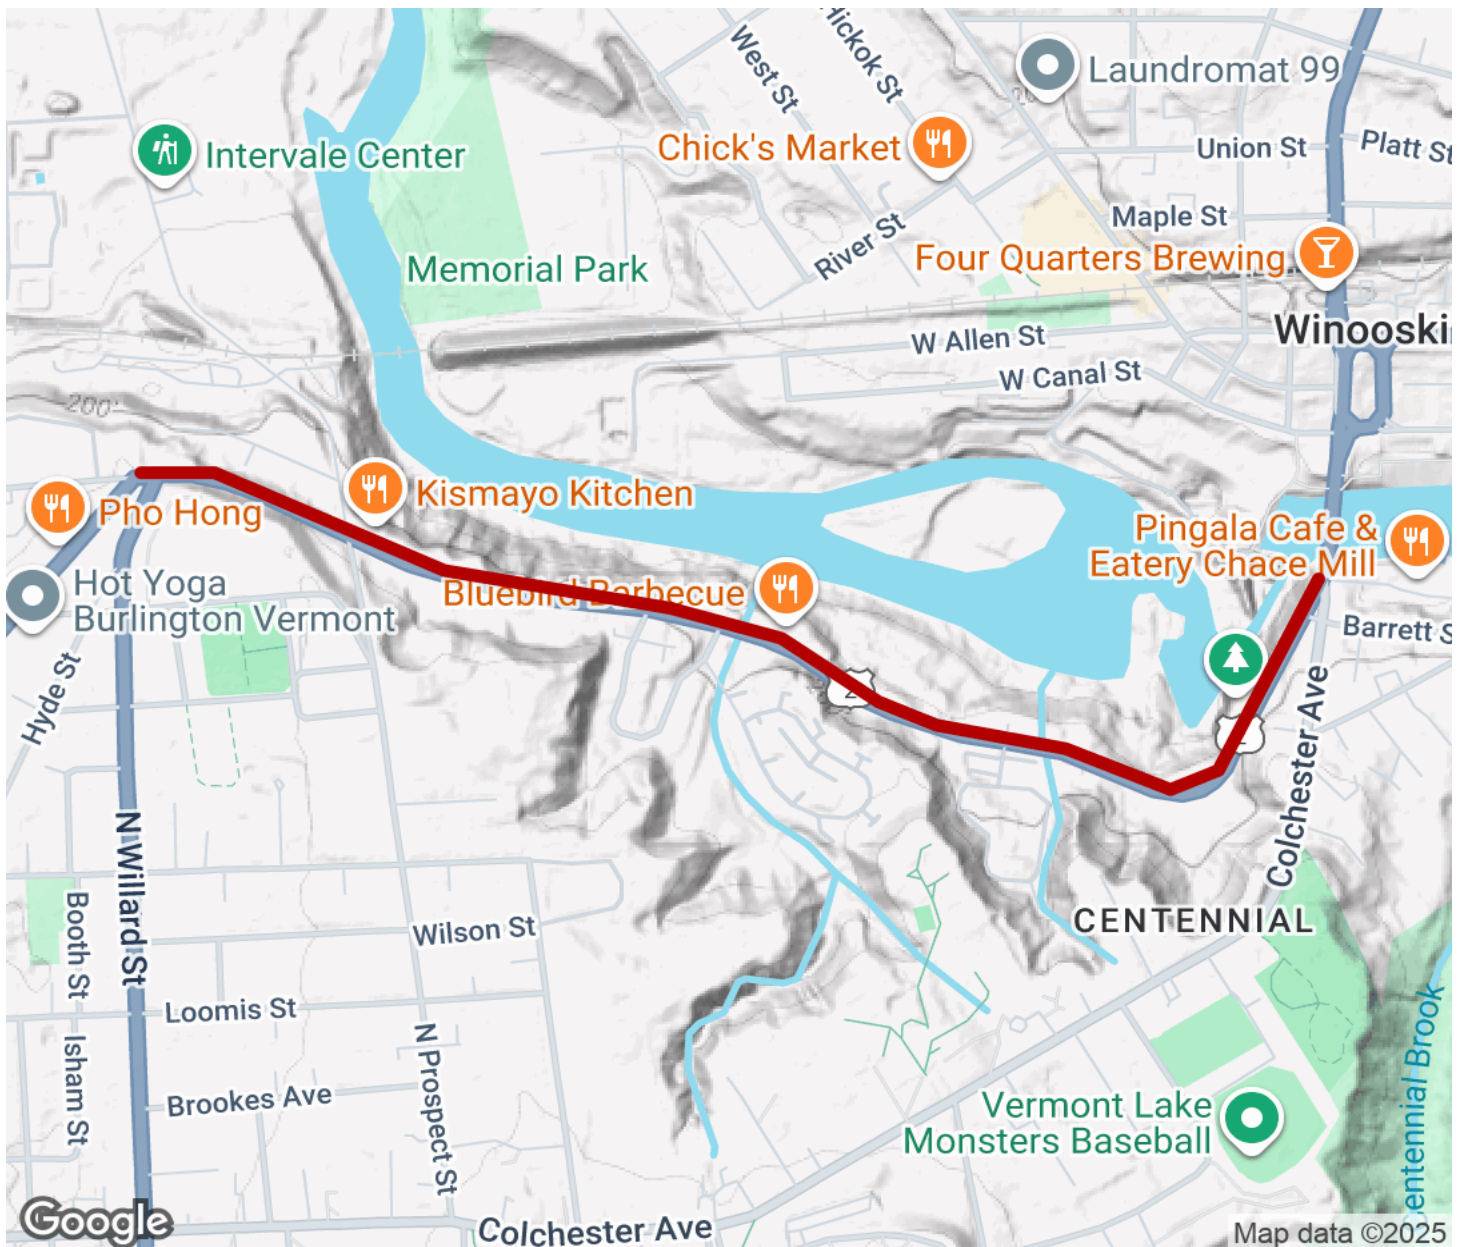 Hickok St
West St
Laundromat 99
Chick's Market
Union St
Platt St
Intervale Center
Maple St
River St
Four Quarters Brewing
Memorial Park
W Allen St
Winooski
W Canal St
200'
Kismayo Kitchen
Pho Hong
Pingala Cafe &
Eatery Chace Mill
Hot Yoga
Burlington Vermont
Bluebird Barbecue
Barrett S
Hyde St
2
Colchester Ave
N Willard St
Booth St
Wilson St
CENTENNIAL
Loomis St
N Prospect St
Isham St
Brookes Ave
Vermont Lake
Monsters Baseball
entennial Brook
Colchester Ave
Google
Map data ©2025